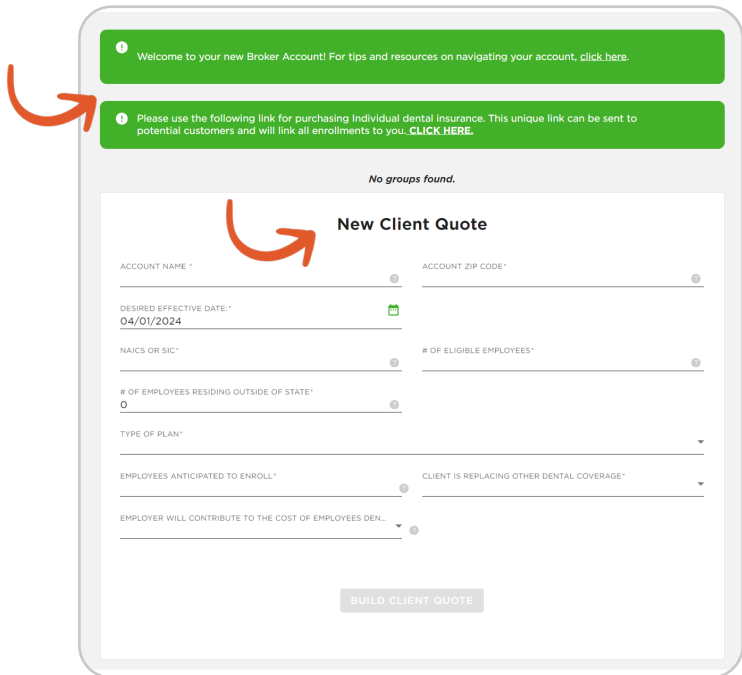 Welcome to your new Broker Account! For tips and resources on navigating your account, click here.
Please use the following link for purchasing Individual dental insurance. This unique link can be sent to
potential customers and will link all enrollments to you. CLICK HERE.
No groups found.
New Client Quote
ACCOUNT NAME *
ACCOUNT ZIP CODE*
DESIRED EFFECTIVE DATE:*
04/01/2024
NAICS OR SIC*
# OF ELIGIBLE EMPLOYEES*
# OF EMPLOYEES RESIDING OUTSIDE OF STATE*
0
TYPE OF PLAN*
EMPLOYEES ANTICIPATED TO ENROLL*
CLIENT IS REPLACING OTHER DENTAL COVERAGE*
EMPLOYER WILL CONTRIBUTE TO THE COST OF EMPLOYEES DEN...
BUILD CLIENT QUOTE